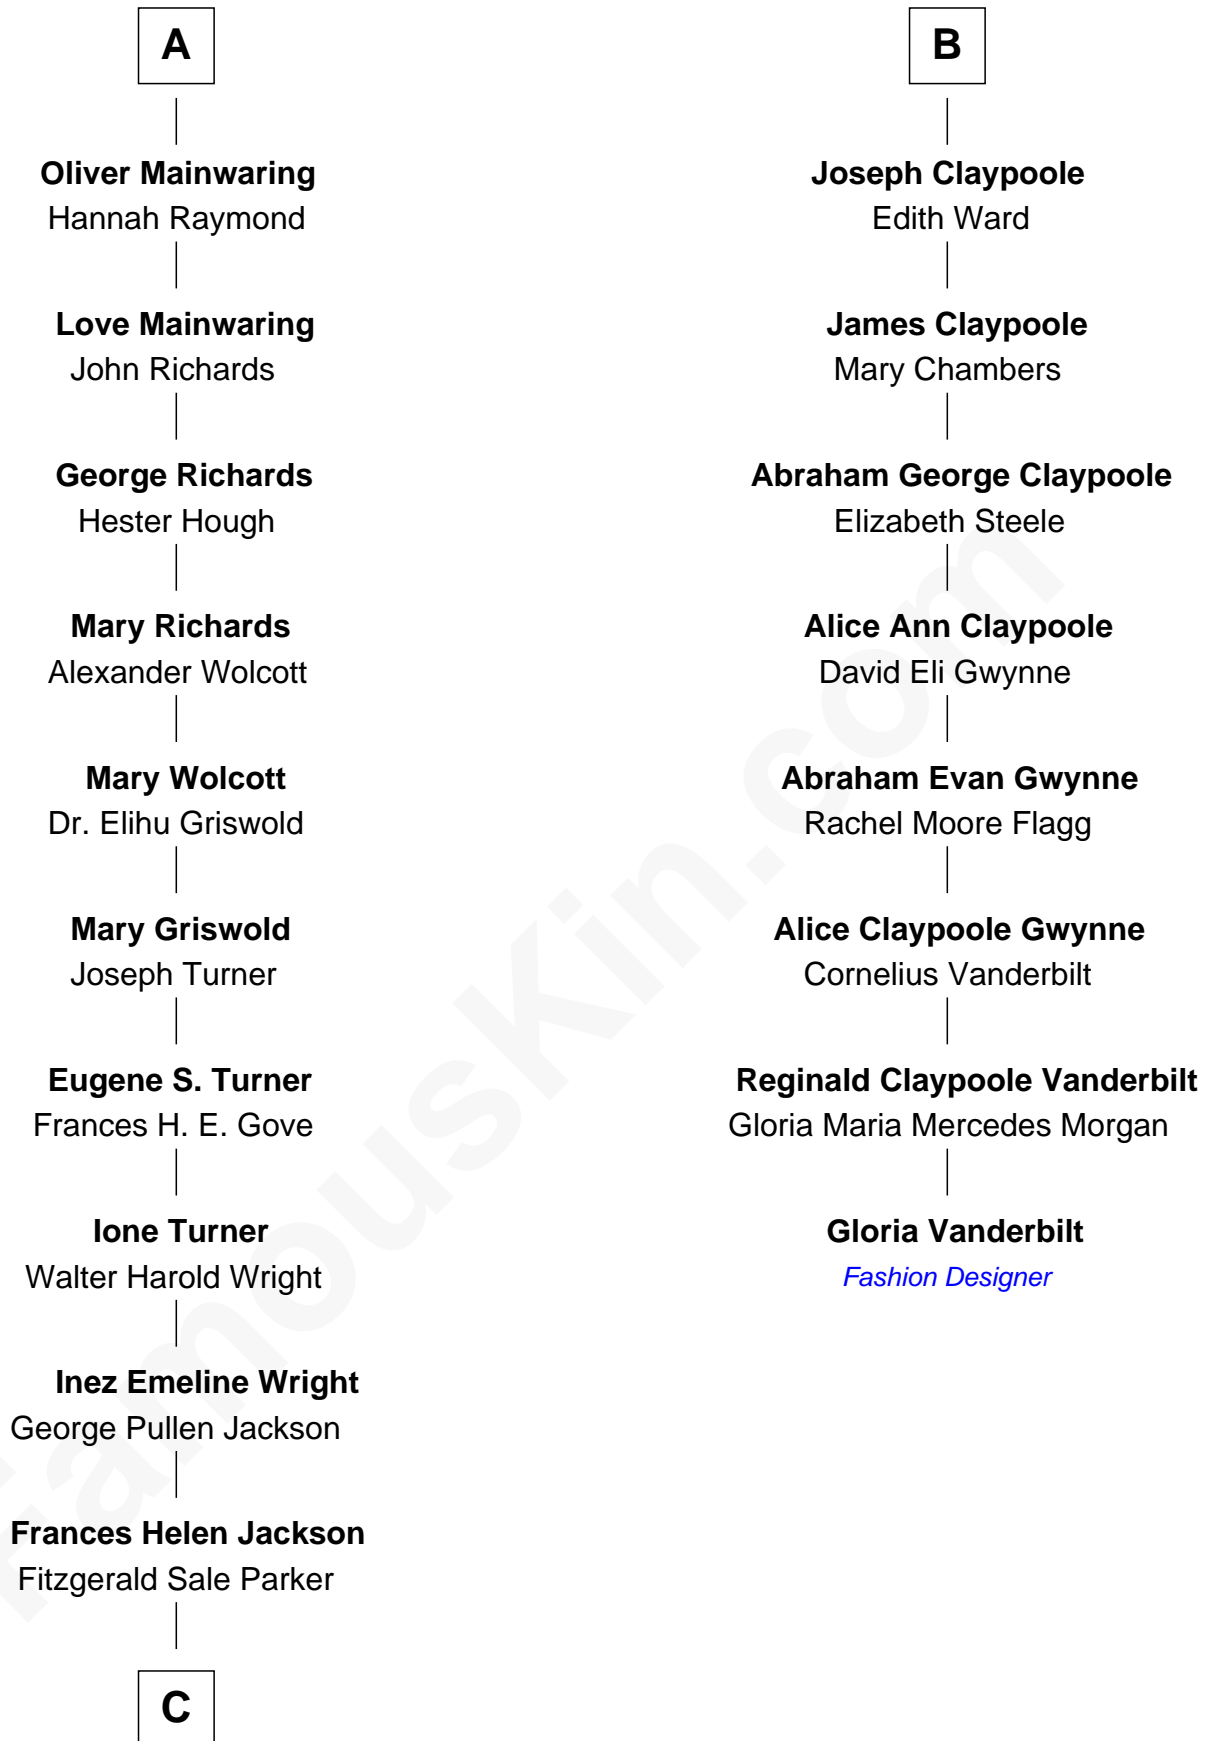 A
Oliver Mainwaring
Hannah Raymond
Love Mainwaring
John Richards
George Richards
Hester Hough
Mary Richards
Alexander Wolcott
Mary Wolcott
Dr. Elihu Griswold
Mary Griswold
Joseph Turner
Eugene S. Turner
Frances H. E. Gove
Ione Turner
Walter Harold Wright
Inez Emeline Wright
George Pullen Jackson
Frances Helen Jackson
Fitzgerald Sale Parker
C
B
Joseph Claypoole
Edith Ward
James Claypoole
Mary Chambers
Abraham George Claypoole
Elizabeth Steele
Alice Ann Claypoole
David Eli Gwynne
Abraham Evan Gwynne
Rachel Moore Flagg
Alice Claypoole Gwynne
Cornelius Vanderbilt
Reginald Claypoole Vanderbilt
Gloria Maria Mercedes Morgan
Gloria Vanderbilt
Fashion Designer
FamousKin.com